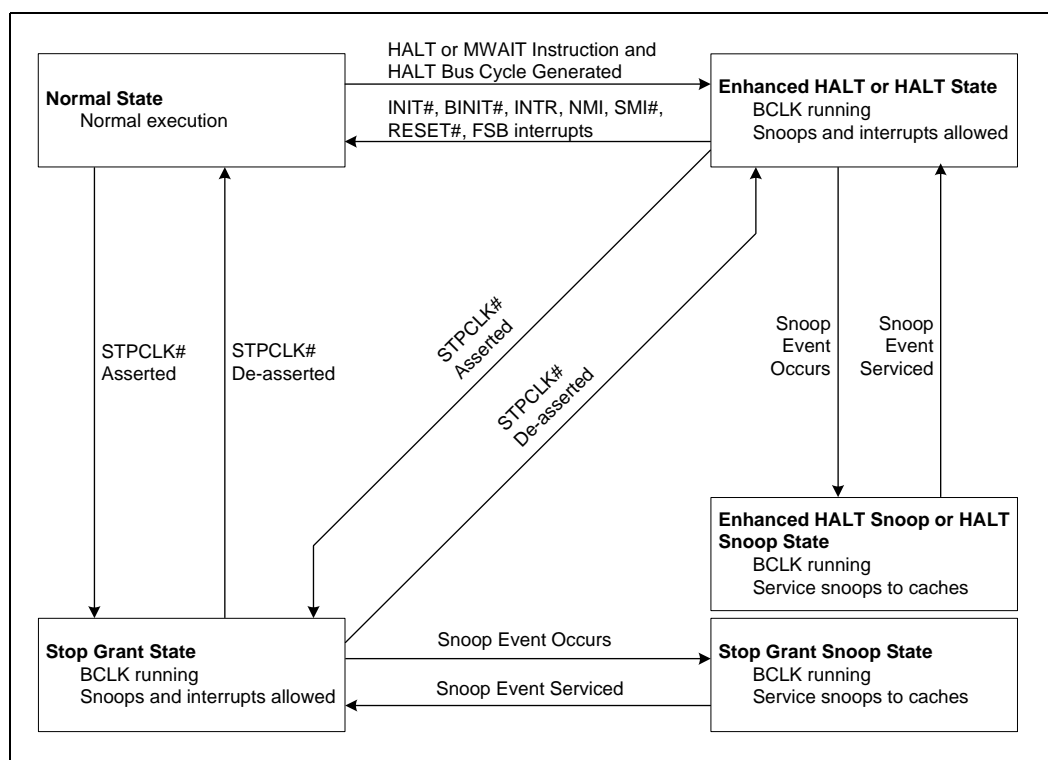 HALT or MWAIT Instruction and
HALT Bus Cycle Generated
Normal State
Normal execution
INIT#, BINIT#, INTR, NMI, SMI#,
RESET#, FSB interrupts
Enhanced HALT or HALT State
BCLK running
Snoops and interrupts allowed
STPCLK#
Asserted
STPCLK#
De-asserted
STPCLK#
Asserted
STPCLK#
De-asserted
Snoop
Event
Occurs
Snoop
Event
Serviced
Enhanced HALT Snoop or HALT
Snoop State
BCLK running
Service snoops to caches
Stop Grant State
BCLK running
Snoops and interrupts allowed
Snoop Event Occurs
Snoop Event Serviced
Stop Grant Snoop State
BCLK running
Service snoops to caches